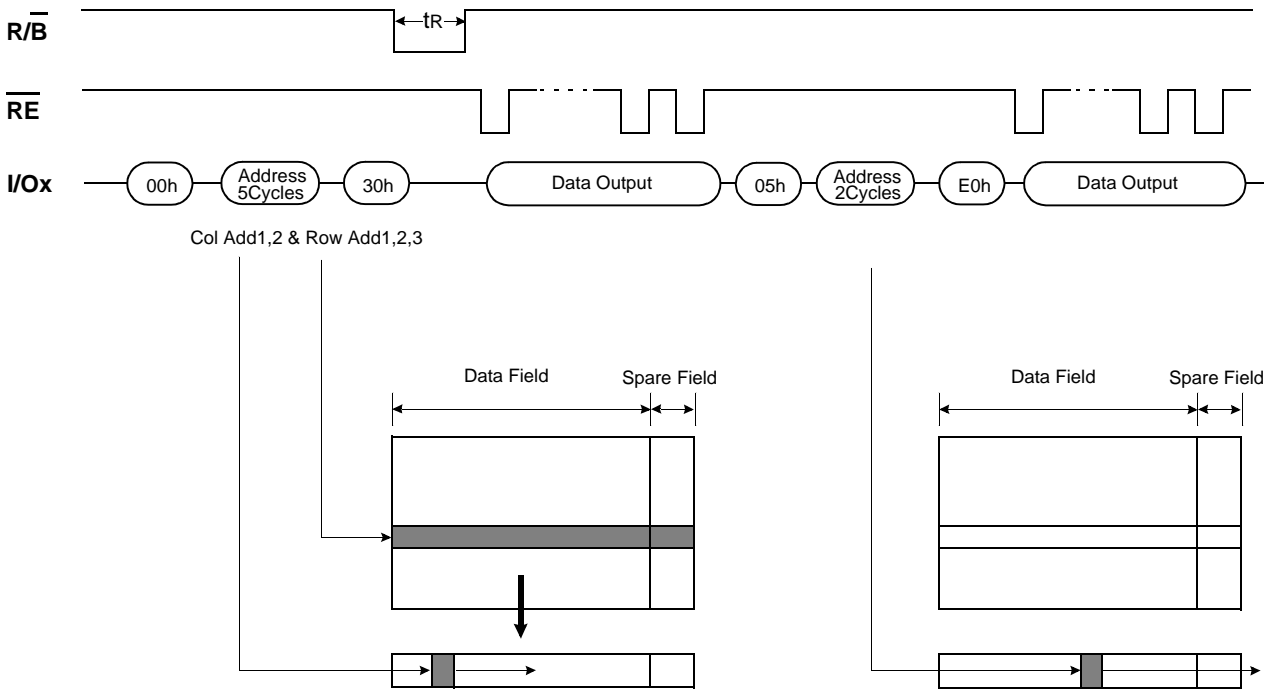 R/B̅
tR
R̅E̅
I/Ox
00h
Address
5Cycles
30h
Data Output
05h
Address
2Cycles
E0h
Data Output
Col Add1,2 & Row Add1,2,3
Data Field
Spare Field
Data Field
Spare Field